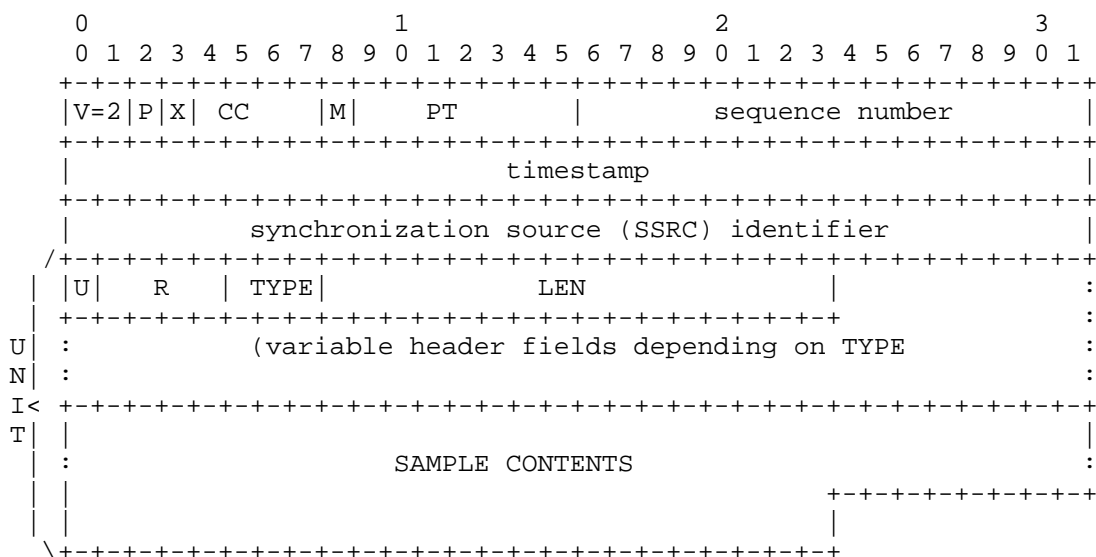 0                   1                   2                   3
 0 1 2 3 4 5 6 7 8 9 0 1 2 3 4 5 6 7 8 9 0 1 2 3 4 5 6 7 8 9 0 1
+-+-+-+-+-+-+-+-+-+-+-+-+-+-+-+-+-+-+-+-+-+-+-+-+-+-+-+-+-+-+-+-+
|V=2|P|X| CC    |M|    PT       |        sequence number        |
+-+-+-+-+-+-+-+-+-+-+-+-+-+-+-+-+-+-+-+-+-+-+-+-+-+-+-+-+-+-+-+-+
|                           timestamp                           |
+-+-+-+-+-+-+-+-+-+-+-+-+-+-+-+-+-+-+-+-+-+-+-+-+-+-+-+-+-+-+-+-+
|           synchronization source (SSRC) identifier            |
/+-+-+-+-+-+-+-+-+-+-+-+-+-+-+-+-+-+-+-+-+-+-+-+-+-+-+-+-+-+-+-+-+
| |U|   R   | TYPE|             LEN               |               :
| +-+-+-+-+-+-+-+-+-+-+-+-+-+-+-+-+-+-+-+-+-+-+-+-+               :
U| :           (variable header fields depending on TYPE           :
N| :                                                               :
I< +-+-+-+-+-+-+-+-+-+-+-+-+-+-+-+-+-+-+-+-+-+-+-+-+-+-+-+-+-+-+-+-+
T| |                                                               |
| :                    SAMPLE CONTENTS                            :
| |                                               +-+-+-+-+-+-+-+-+
| |                                               |
\+-+-+-+-+-+-+-+-+-+-+-+-+-+-+-+-+-+-+-+-+-+-+-+-+